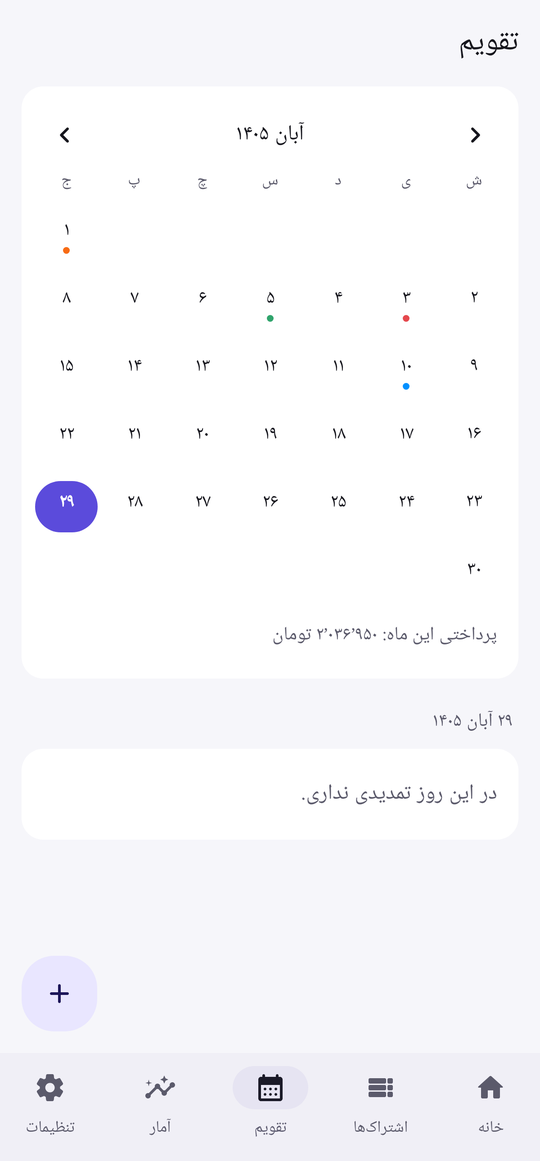 تقویم
آبان ۱۴۰۵
ش ی د س چ پ ج
۱
۲ ۳ ۴ ۵ ۶ ۷ ۸
۹ ۱۰ ۱۱ ۱۲ ۱۳ ۱۴ ۱۵
۱۶ ۱۷ ۱۸ ۱۹ ۲۰ ۲۱ ۲۲
۲۳ ۲۴ ۲۵ ۲۶ ۲۷ ۲۸ ۲۹
۳۰
پرداختی این ماه: ۲٬۰۳۶٬۹۵۰ تومان
۲۹ آبان ۱۴۰۵
در این روز تمدیدی نداری.
خانه اشتراک‌ها تقویم آمار تنظیمات